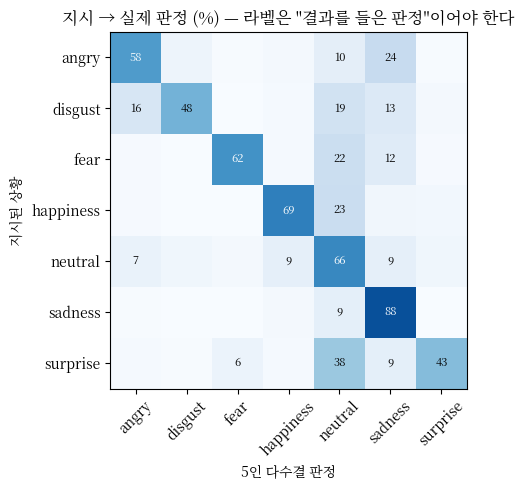 지시 → 실제 판정 (%) — 라벨은 "결과를 들은 판정"이어야 한다
지시된 상황
angry 58 10 24
disgust 16 48 19 13
fear 62 22 12
happiness 69 23
neutral 7 9 66 9
sadness 9 88
surprise 6 38 9 43
angry disgust fear happiness neutral sadness surprise
5인 다수결 판정